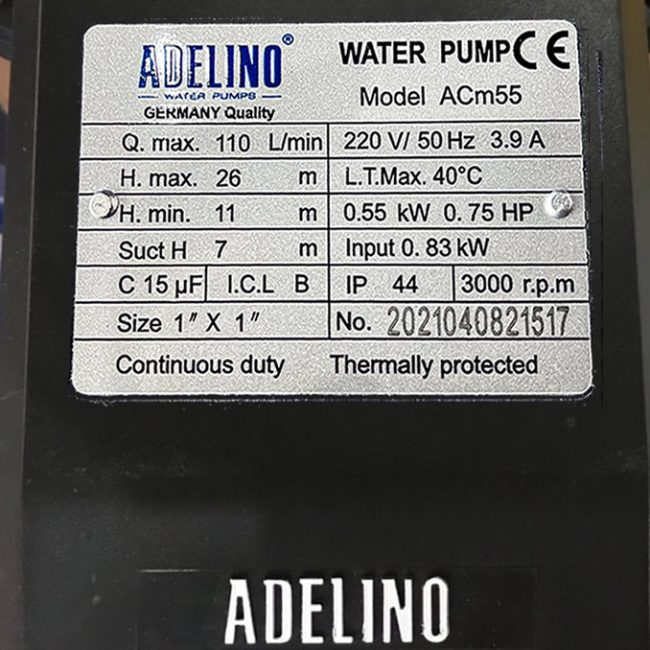 ADELINO®
WATER PUMPS
GERMANY Quality
WATER PUMP CE
Model ACm55
Q. max. 110 L/min 220 V/ 50 Hz 3.9 A
H. max. 26 m L.T.Max. 40°C
H. min. 11 m 0.55 kW 0.75 HP
Suct H 7 m Input 0.83 kW
C 15 µF I.C.L B IP 44 3000 r.p.m
Size 1" X 1" No. 2021040821517
Continuous duty Thermally protected
ADELINO